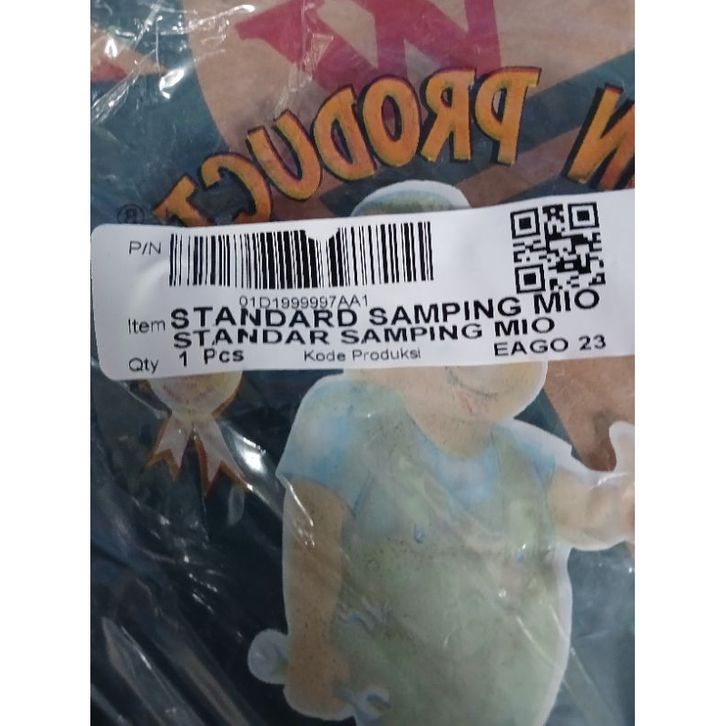 W
N PRODUCT
®
P/N
01D1999997AA1
Item STANDARD SAMPING MIO
STANDAR SAMPING MIO
Qty 1 Pcs Kode Produksi EAGO 23